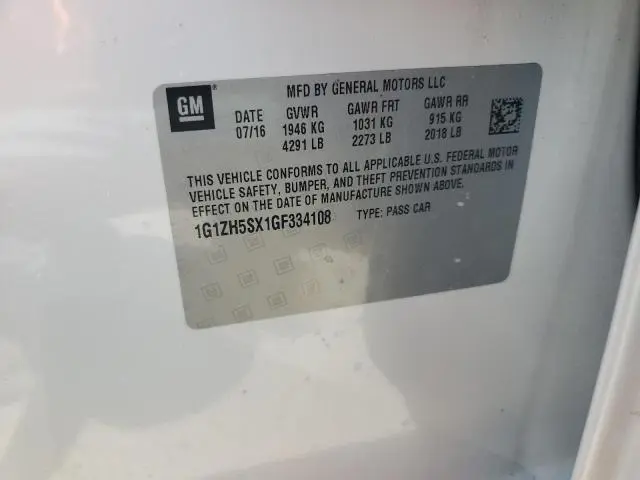 GM
MFD BY GENERAL MOTORS LLC
DATE GVWR GAWR FRT GAWR RR
07/16 1946 KG 1031 KG 915 KG
4291 LB 2273 LB 2018 LB
THIS VEHICLE CONFORMS TO ALL APPLICABLE U.S. FEDERAL MOTOR
VEHICLE SAFETY, BUMPER, AND THEFT PREVENTION STANDARDS IN
EFFECT ON THE DATE OF MANUFACTURE SHOWN ABOVE.
1G1ZH5SX1GF334108 TYPE: PASS CAR